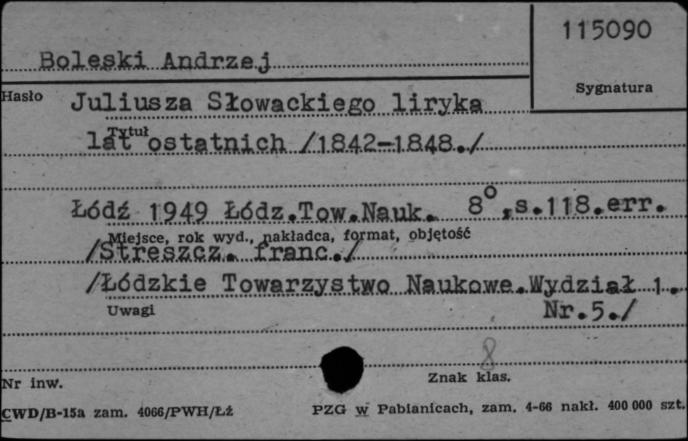 115090
Boleski Andrzej
Sygnatura
Hasło Juliusza Słowackiego liryka
Tytuł
lat ostatnich /1842-1848./
Łódź 1949 Łódz.Tow.Nauk. 8°,s.118.err.
Miejsce, rok wyd., nakładca, format, objętość
/Streszcz. franc./
/Łódzkie Towarzystwo Naukowe.Wydział 1.
Uwagi Nr.5./
8
Nr inw. Znak klas.
CWD/B-15a zam. 4066/PWH/Łż PZG w Pabianicach, zam. 4-66 nakł. 400 000 szt.